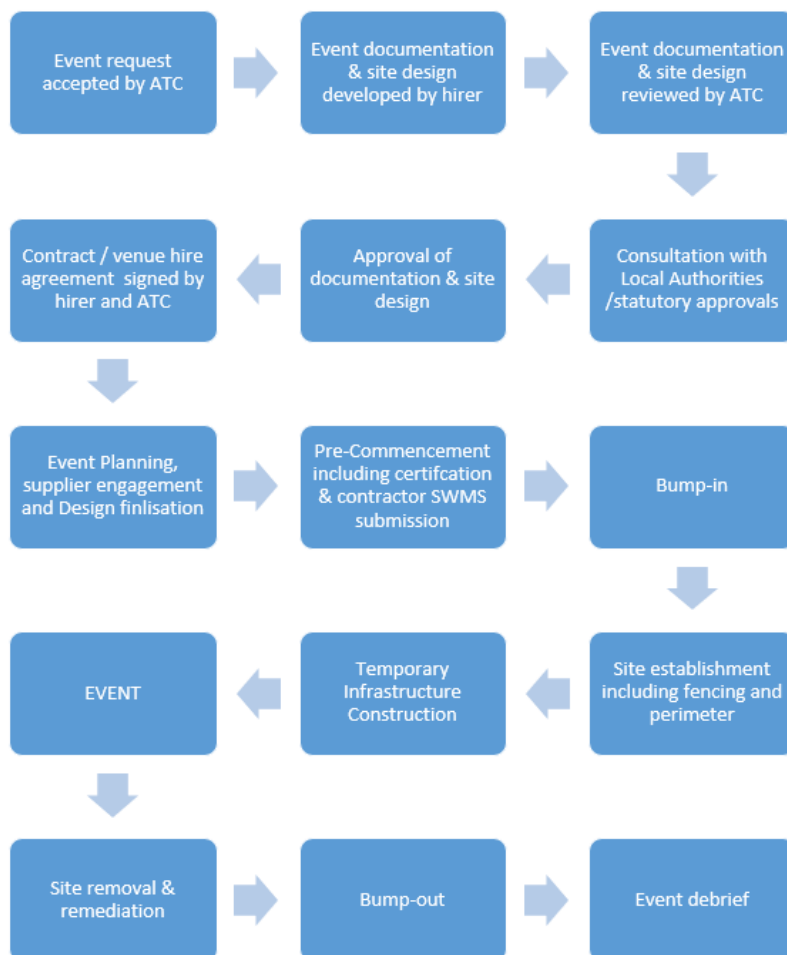 Event request
accepted by ATC
Event documentation
& site design
developed by hirer
Event documentation
& site design
reviewed by ATC
Consultation with
Local Authorities
/statutory approvals
Approval of
documentation & site
design
Contract / venue hire
agreement signed by
hirer and ATC
Event Planning,
supplier engagement
and Design finlisation
Pre-Commencement
including certifcation
& contractor SWMS
submission
Bump-in
Site establishment
including fencing and
perimeter
Temporary
Infrastructure
Construction
EVENT
Site removal &
remediation
Bump-out
Event debrief